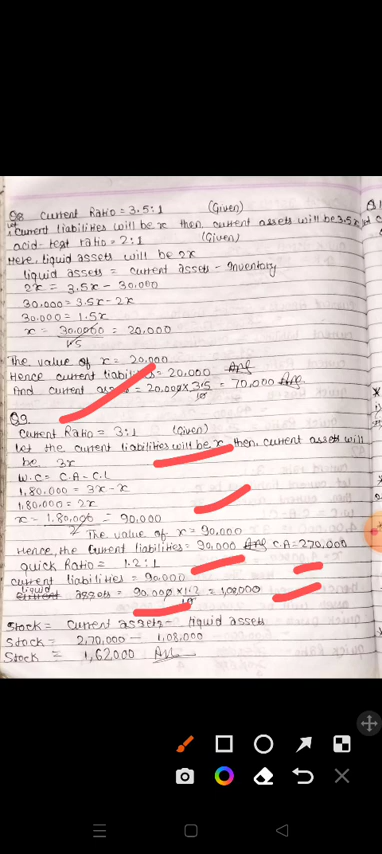 Q8 Current Ratio = 3.5:1 (Given)
let Current liabilities will be x then current assets will be 3.5x
acid-test ratio = 2:1 (Given)
Here, liquid assets will be 2x
liquid assets = current assets - Inventory
2x = 3.5x - 30.000
30.000 = 3.5x - 2x
30.000 = 1.5x
x = 30.0000 = 20,000
1.5
The value of x = 20,000
Hence current liabilities = 20,000 Ans
And current assets = 20.000 x 3.5 = 70,000 Ans.
10
Q9.
Current Ratio = 3:1 (Given)
Let the current liabilities will be x then, current assets will
be 3x
W.C = C.A - C.L
1,80,000 = 3x - x
1,80,000 = 2x
x = 1,80,000 = 90,000
2
The value of x = 90,000
Hence, the Current liabilities = 90,000 Ans C.A = 270,000
quick Ratio = 1.2:1
current liabilities = 90,000
liquid assets = 90.000 x 1.2 = 1,08,000
10
Stock = Current assets - liquid assets
Stock = 2,70,000 - 1,08,000
Stock = 1,62,000 Ans